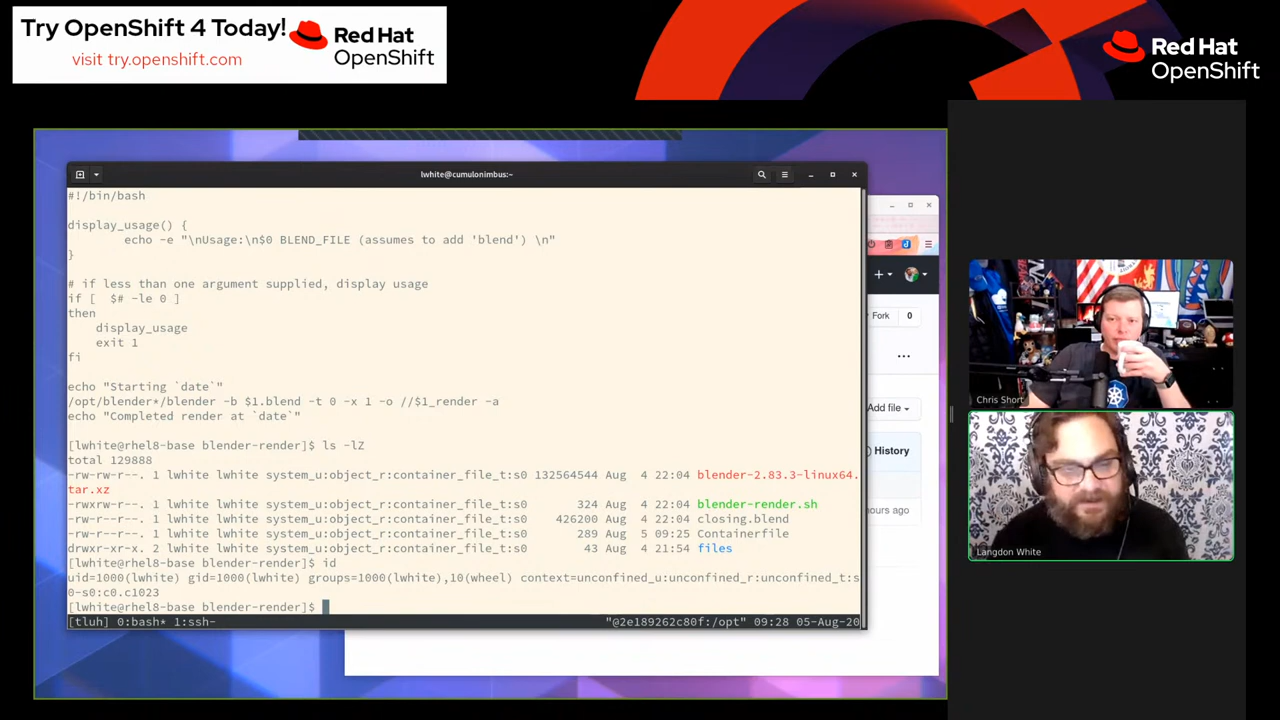 Try OpenShift 4 Today!
visit try.openshift.com
Red Hat
OpenShift
Red Hat
OpenShift
lwhite@cumulonimbus:~
#!/bin/bash
display_usage() {
echo -e "\nUsage:\n$0 BLEND_FILE (assumes to add 'blend') \n"
}
# if less than one argument supplied, display usage
if [  $# -le 0 ]
then
display_usage
exit 1
fi
echo "Starting `date`"
/opt/blender*/blender -b $1.blend -t 0 -x 1 -o //$1_render -a
echo "Completed render at `date`"
[lwhite@rhel8-base blender-render]$ ls -lZ
total 129888
-rw-rw-r--. 1 lwhite lwhite system_u:object_r:container_file_t:s0 132564544 Aug  4 22:04 blender-2.83.3-linux64.
tar.xz
-rwxrw-r--. 1 lwhite lwhite system_u:object_r:container_file_t:s0       324 Aug  4 22:04 blender-render.sh
-rw-r--r--. 1 lwhite lwhite system_u:object_r:container_file_t:s0    426200 Aug  4 22:04 closing.blend
-rw-r--r--. 1 lwhite lwhite system_u:object_r:container_file_t:s0       289 Aug  5 09:25 Containerfile
drwxr-xr-x. 2 lwhite lwhite system_u:object_r:container_file_t:s0        43 Aug  4 21:54 files
[lwhite@rhel8-base blender-render]$ id
uid=1000(lwhite) gid=1000(lwhite) groups=1000(lwhite),10(wheel) context=unconfined_u:unconfined_r:unconfined_t:s
0-s0:c0.c1023
[lwhite@rhel8-base blender-render]$
[tluh] 0:bash* 1:ssh- "@2e189262c80f:/opt" 09:28 05-Aug-20
Fork 0
Add file
History
hours ago
Chris Short
Langdon White